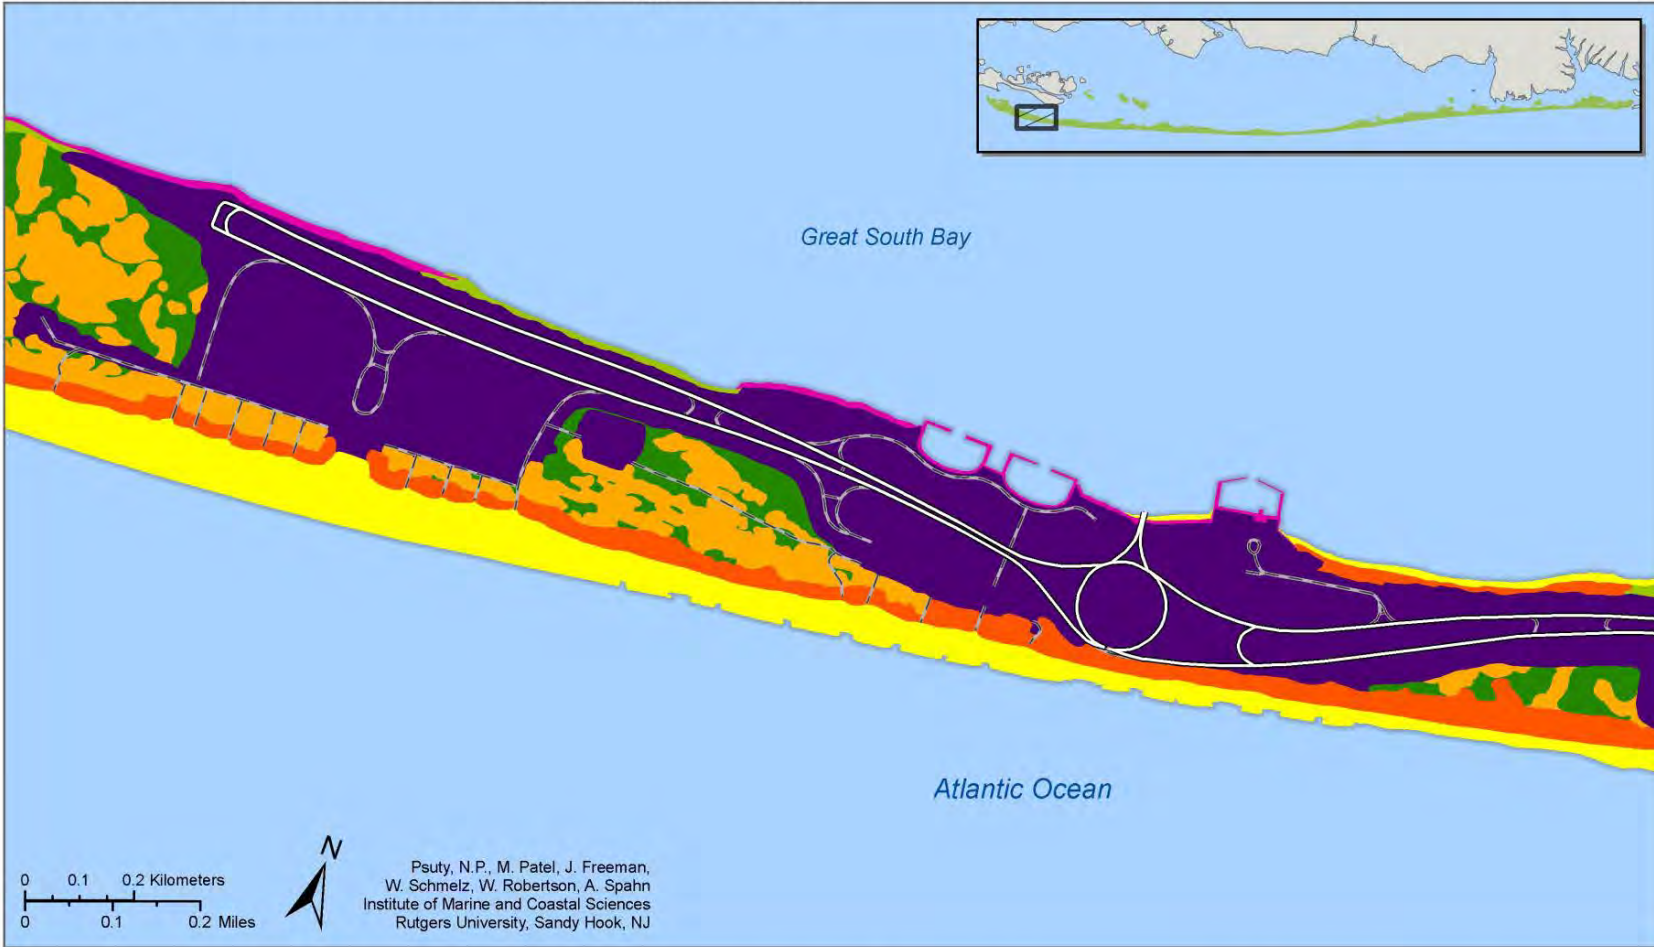 Great South Bay
Atlantic Ocean
N
0 0.1 0.2 Kilometers
0 0.1 0.2 Miles
Psuty, N.P., M. Patel, J. Freeman,
W. Schmelz, W. Robertson, A. Spahn
Institute of Marine and Coastal Sciences
Rutgers University, Sandy Hook, NJ